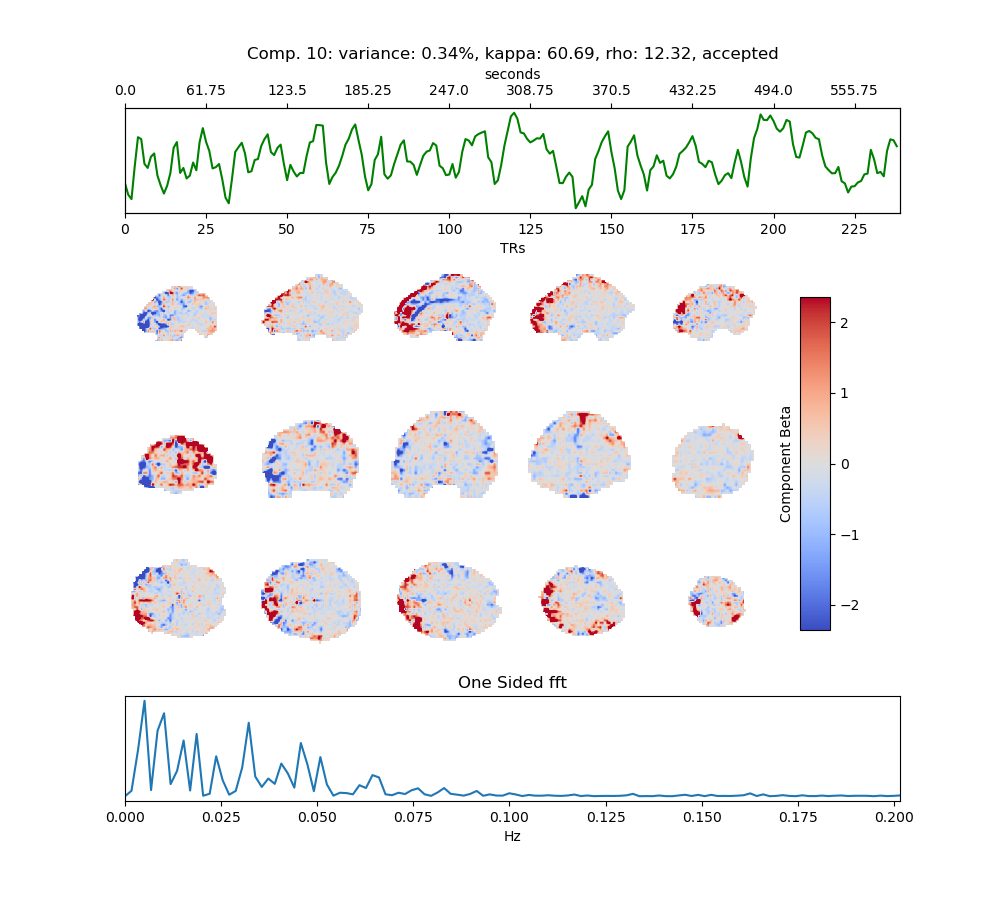 Comp. 10: variance: 0.34%, kappa: 60.69, rho: 12.32, accepted
seconds
0.0 61.75 123.5 185.25 247.0 308.75 370.5 432.25 494.0 555.75
0 25 50 75 100 125 150 175 200 225
TRs
2
1
0
−1
−2
Component Beta
One Sided fft
0.000 0.025 0.050 0.075 0.100 0.125 0.150 0.175 0.200
Hz